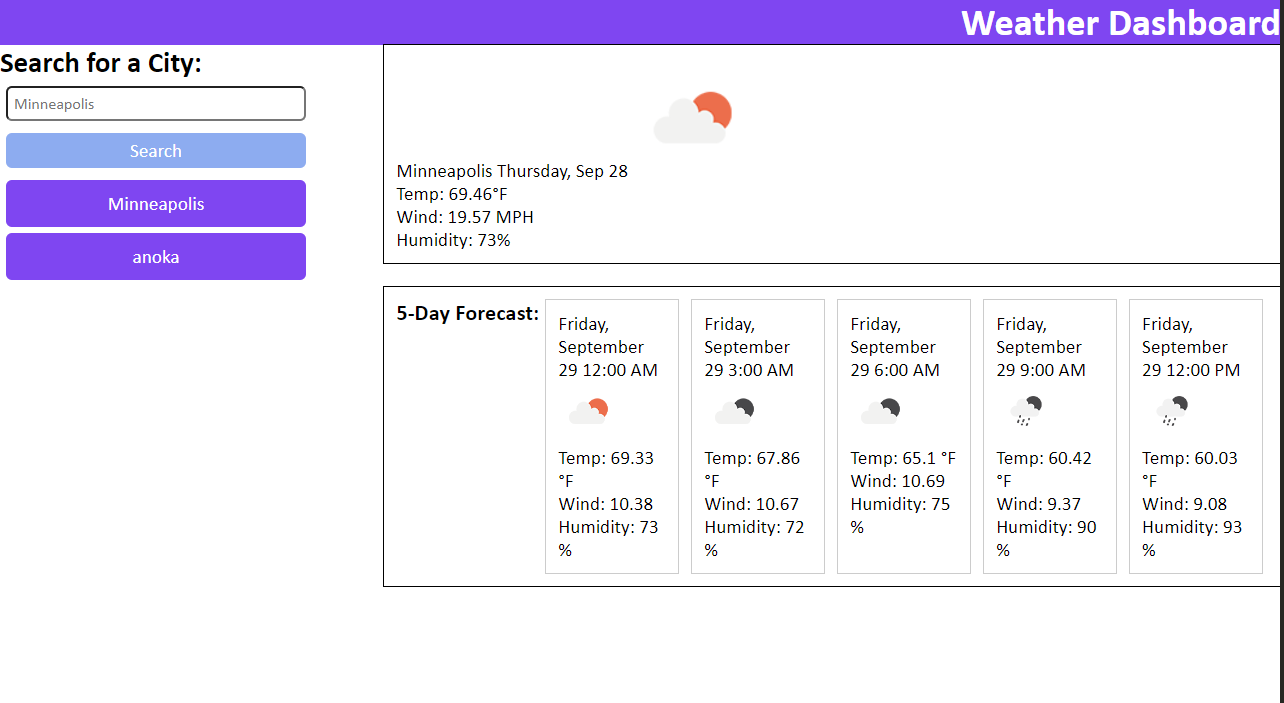 Weather Dashboard
Search for a City:
Minneapolis
Search
Minneapolis
anoka
Minneapolis Thursday, Sep 28
Temp: 69.46°F
Wind: 19.57 MPH
Humidity: 73%
5-Day Forecast:
Friday,
September
29 12:00 AM
Temp: 69.33
°F
Wind: 10.38
Humidity: 73
%
Friday,
September
29 3:00 AM
Temp: 67.86
°F
Wind: 10.67
Humidity: 72
%
Friday,
September
29 6:00 AM
Temp: 65.1 °F
Wind: 10.69
Humidity: 75
%
Friday,
September
29 9:00 AM
Temp: 60.42
°F
Wind: 9.37
Humidity: 90
%
Friday,
September
29 12:00 PM
Temp: 60.03
°F
Wind: 9.08
Humidity: 93
%